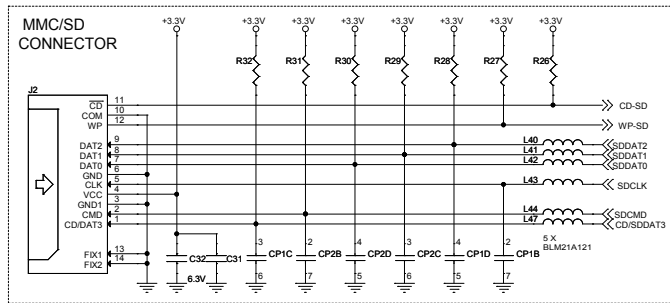 MMC/SD
CONNECTOR
+3.3V +3.3V +3.3V +3.3V +3.3V +3.3V +3.3V +3.3V
R32 R31 R30 R29 R28 R27 R26
J2
CD 11
COM 10
WP 12
DAT2 9
DAT1 8
DAT0 7
GND 6
CLK 5
VCC 4
GND1 3
CMD 2
CD/DAT3 1
FIX1 13
FIX2 14
CD-SD
WP-SD
L40 SDDAT2
L41 SDDAT1
L42 SDDAT0
L43 SDCLK
L44 SDCMD
L47 CD/SDDAT3
5 X
BLM21A121
3 2 4 2 4 2
C32 C31 CP1C CP2B CP2D CP2C CP1D CP1B
6.3V 6 7 5 6 5 7